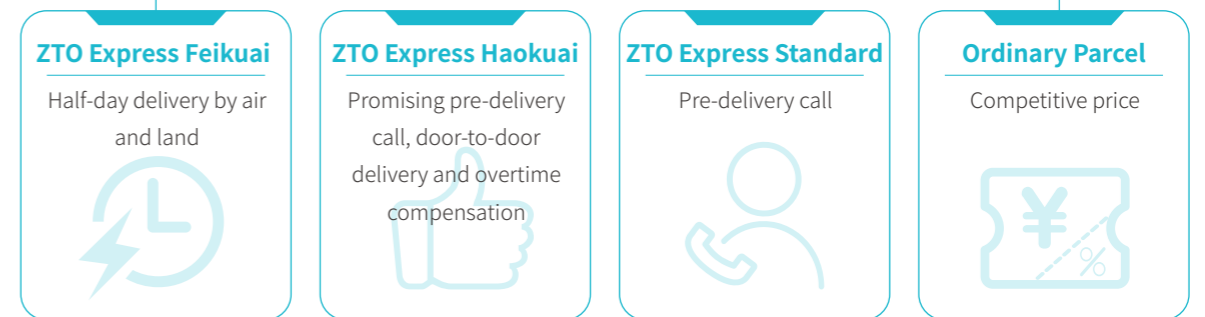 ZTO Express Feikuai
Half-day delivery by air
and land
ZTO Express Haokuai
Promising pre-delivery
call, door-to-door
delivery and overtime
compensation
ZTO Express Standard
Pre-delivery call
Ordinary Parcel
Competitive price
¥
%